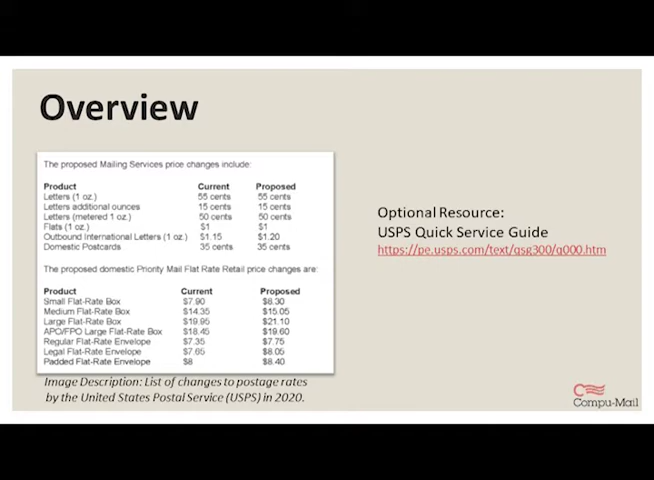 Overview
The proposed Mailing Services price changes include:
Product Current Proposed
Letters (1 oz.) 55 cents 55 cents
Letters additional ounces 15 cents 15 cents
Letters (metered 1 oz.) 50 cents 50 cents
Flats (1 oz.) $1 $1
Outbound International Letters (1 oz.) $1.15 $1.20
Domestic Postcards 35 cents 35 cents
The proposed domestic Priority Mail Flat Rate Retail price changes are:
Product Current Proposed
Small Flat-Rate Box $7.90 $8.30
Medium Flat-Rate Box $14.35 $15.05
Large Flat-Rate Box $19.95 $21.10
APO/FPO Large Flat-Rate Box $18.45 $19.60
Regular Flat-Rate Envelope $7.35 $7.75
Legal Flat-Rate Envelope $7.65 $8.05
Padded Flat-Rate Envelope $8 $8.40
Image Description: List of changes to postage rates
by the United States Postal Service (USPS) in 2020.
Optional Resource:
USPS Quick Service Guide
https://pe.usps.com/text/qsg300/q000.htm
Compu-Mail